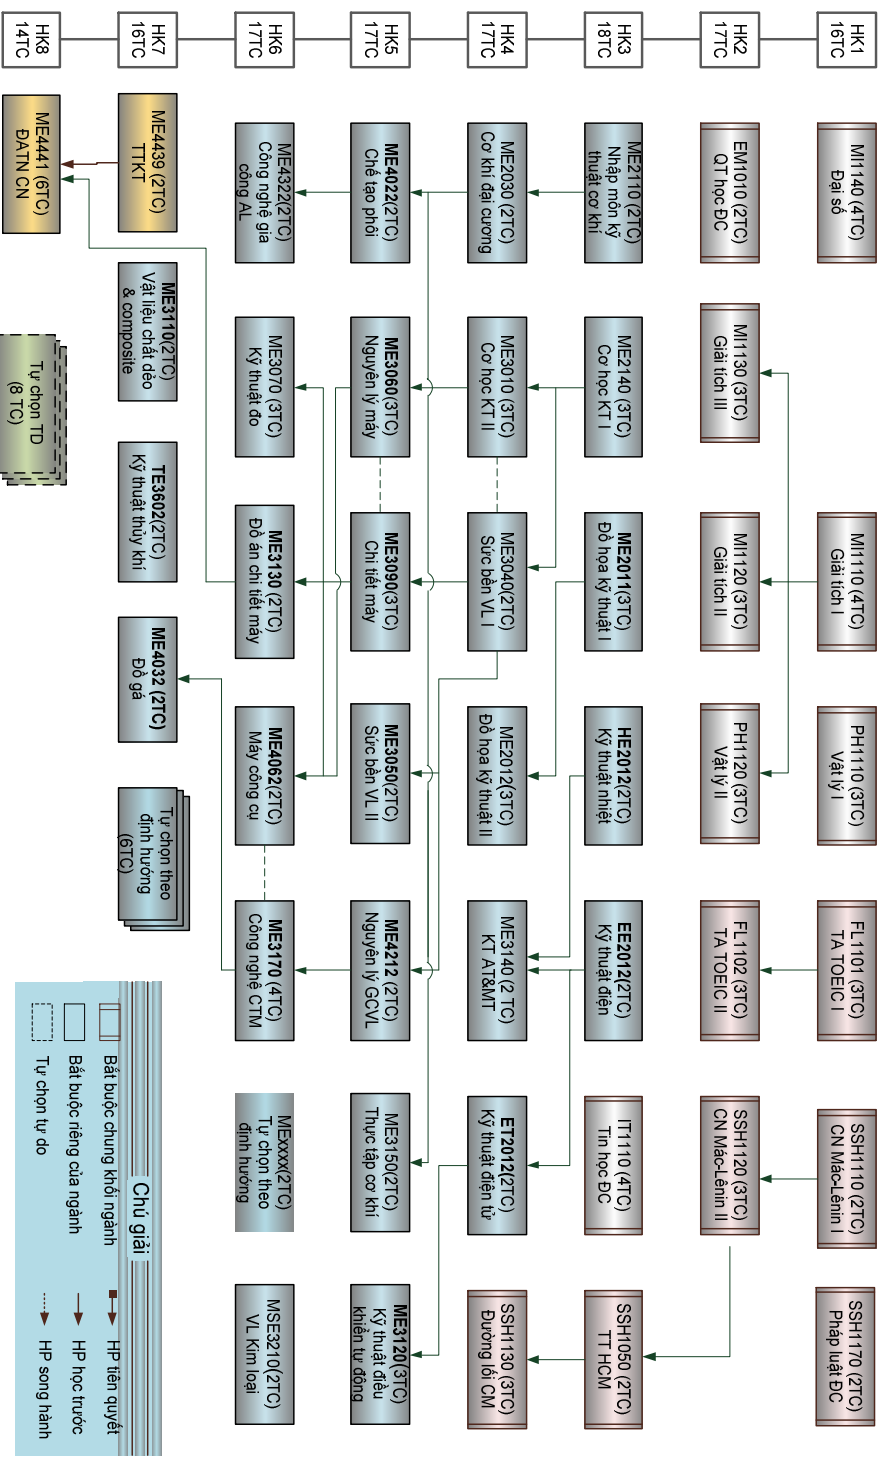 HK1
16TC
MI1140 (4TC)
Đại số
MI1110 (4TC)
Giải tích I
PH1110 (3TC)
Vật lý I
FL1101 (3TC)
TA TOEIC I
SSH1110 (2TC)
CN Mác-Lênin I
SSH1170 (2TC)
Pháp luật ĐC
HK2
17TC
EM1010 (2TC)
QT học ĐC
MI1130 (3TC)
Giải tích III
MI1120 (3TC)
Giải tích II
PH1120 (3TC)
Vật lý II
FL1102 (3TC)
TA TOEIC II
SSH1120 (3TC)
CN Mác-Lênin II
HK3
18TC
ME2110 (2TC)
Nhập môn kỹ
thuật cơ khí
ME2140 (3TC)
Cơ học KT I
ME2011(3TC)
Đồ họa kỹ thuật I
HE2012(2TC)
Kỹ thuật nhiệt
EE2012(2TC)
Kỹ thuật điện
IT1110 (4TC)
Tin học ĐC
SSH1050 (2TC)
TT HCM
HK4
17TC
ME2030 (2TC)
Cơ khí đại cương
ME3010 (3TC)
Cơ học KT II
ME3040(2TC)
Sức bền VL I
ME2012(3TC)
Đồ họa kỹ thuật II
ME3140 (2 TC)
KT AT&MT
ET2012(2TC)
Kỹ thuật điện tử
SSH1130 (3TC)
Đường lối CM
HK5
17TC
ME4022(2TC)
Chế tạo phôi
ME3060(3TC)
Nguyên lý máy
ME3090(3TC)
Chi tiết máy
ME3050(2TC)
Sức bền VL II
ME4212 (2TC)
Nguyên lý GCVL
ME3150(2TC)
Thực tập cơ khí
ME3120(3TC)
Kỹ thuật điều
khiển tự động
HK6
17TC
ME4322(2TC)
Công nghệ gia
công AL
ME3070 (3TC)
Kỹ thuật đo
ME3130 (2TC)
Đồ án chi tiết máy
ME4062(2TC)
Máy công cụ
ME3170 (4TC)
Công nghệ CTM
MExxxx(2TC)
Tự chọn theo
định hướng
MSE3210(2TC)
VL Kim loại
HK7
16TC
ME4439 (2TC)
TTKT
ME3110(2TC)
Vật liệu chất dẻo
& composite
TE3602(2TC)
Kỹ thuật thủy khí
ME4032 (2TC)
Đồ gá
Tự chọn theo
định hướng
(6TC)
HK8
14TC
ME4441 (6TC)
ĐATN CN
Tự chọn TD
(8 TC)
Chú giải
Bắt buộc chung khối ngành
Bắt buộc riêng của ngành
Tự chọn tự do
HP tiên quyết
HP học trước
HP song hành